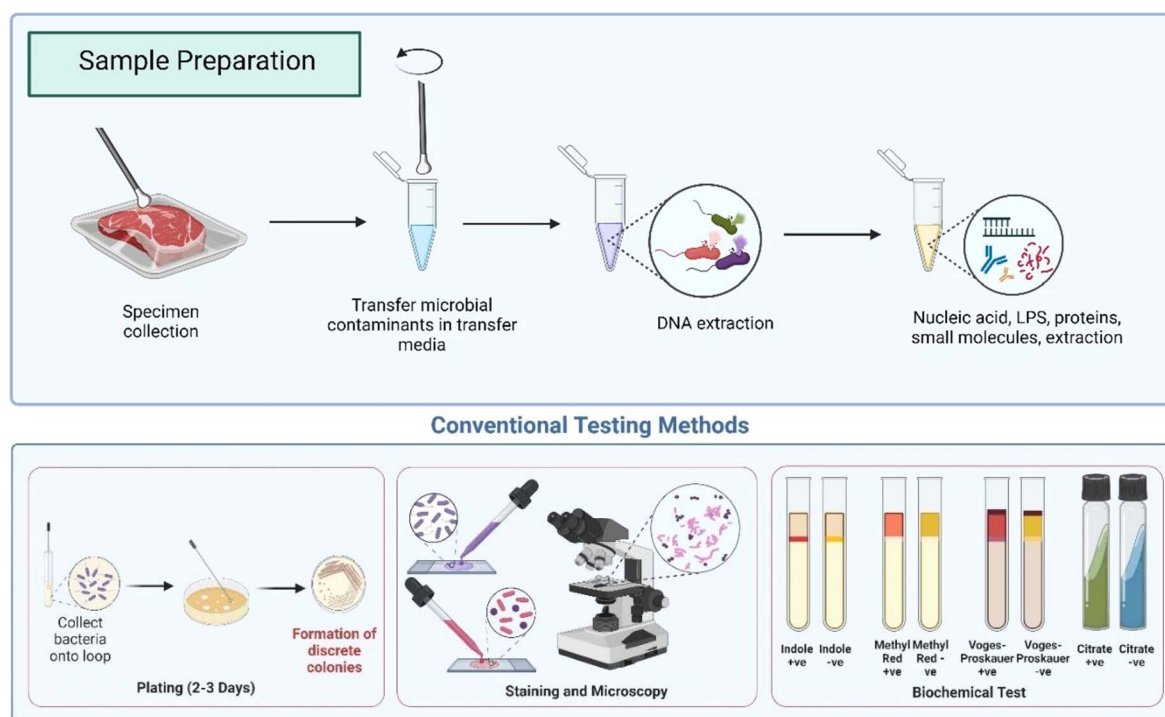 Sample Preparation
Specimen
collection
Transfer microbial
contaminants in transfer
media
DNA extraction
Nucleic acid, LPS, proteins,
small molecules, extraction
Conventional Testing Methods
Collect
bacteria
onto loop
Formation of
discrete
colonies
Plating (2-3 Days)
Staining and Microscopy
Indole
+ve
Indole
-ve
Methyl
Red
+ve
Methyl
Red -
ve
Voges-
Proskauer
+ve
Voges-
Proskauer
-ve
Citrate
+ve
Citrate
-ve
Biochemical Test